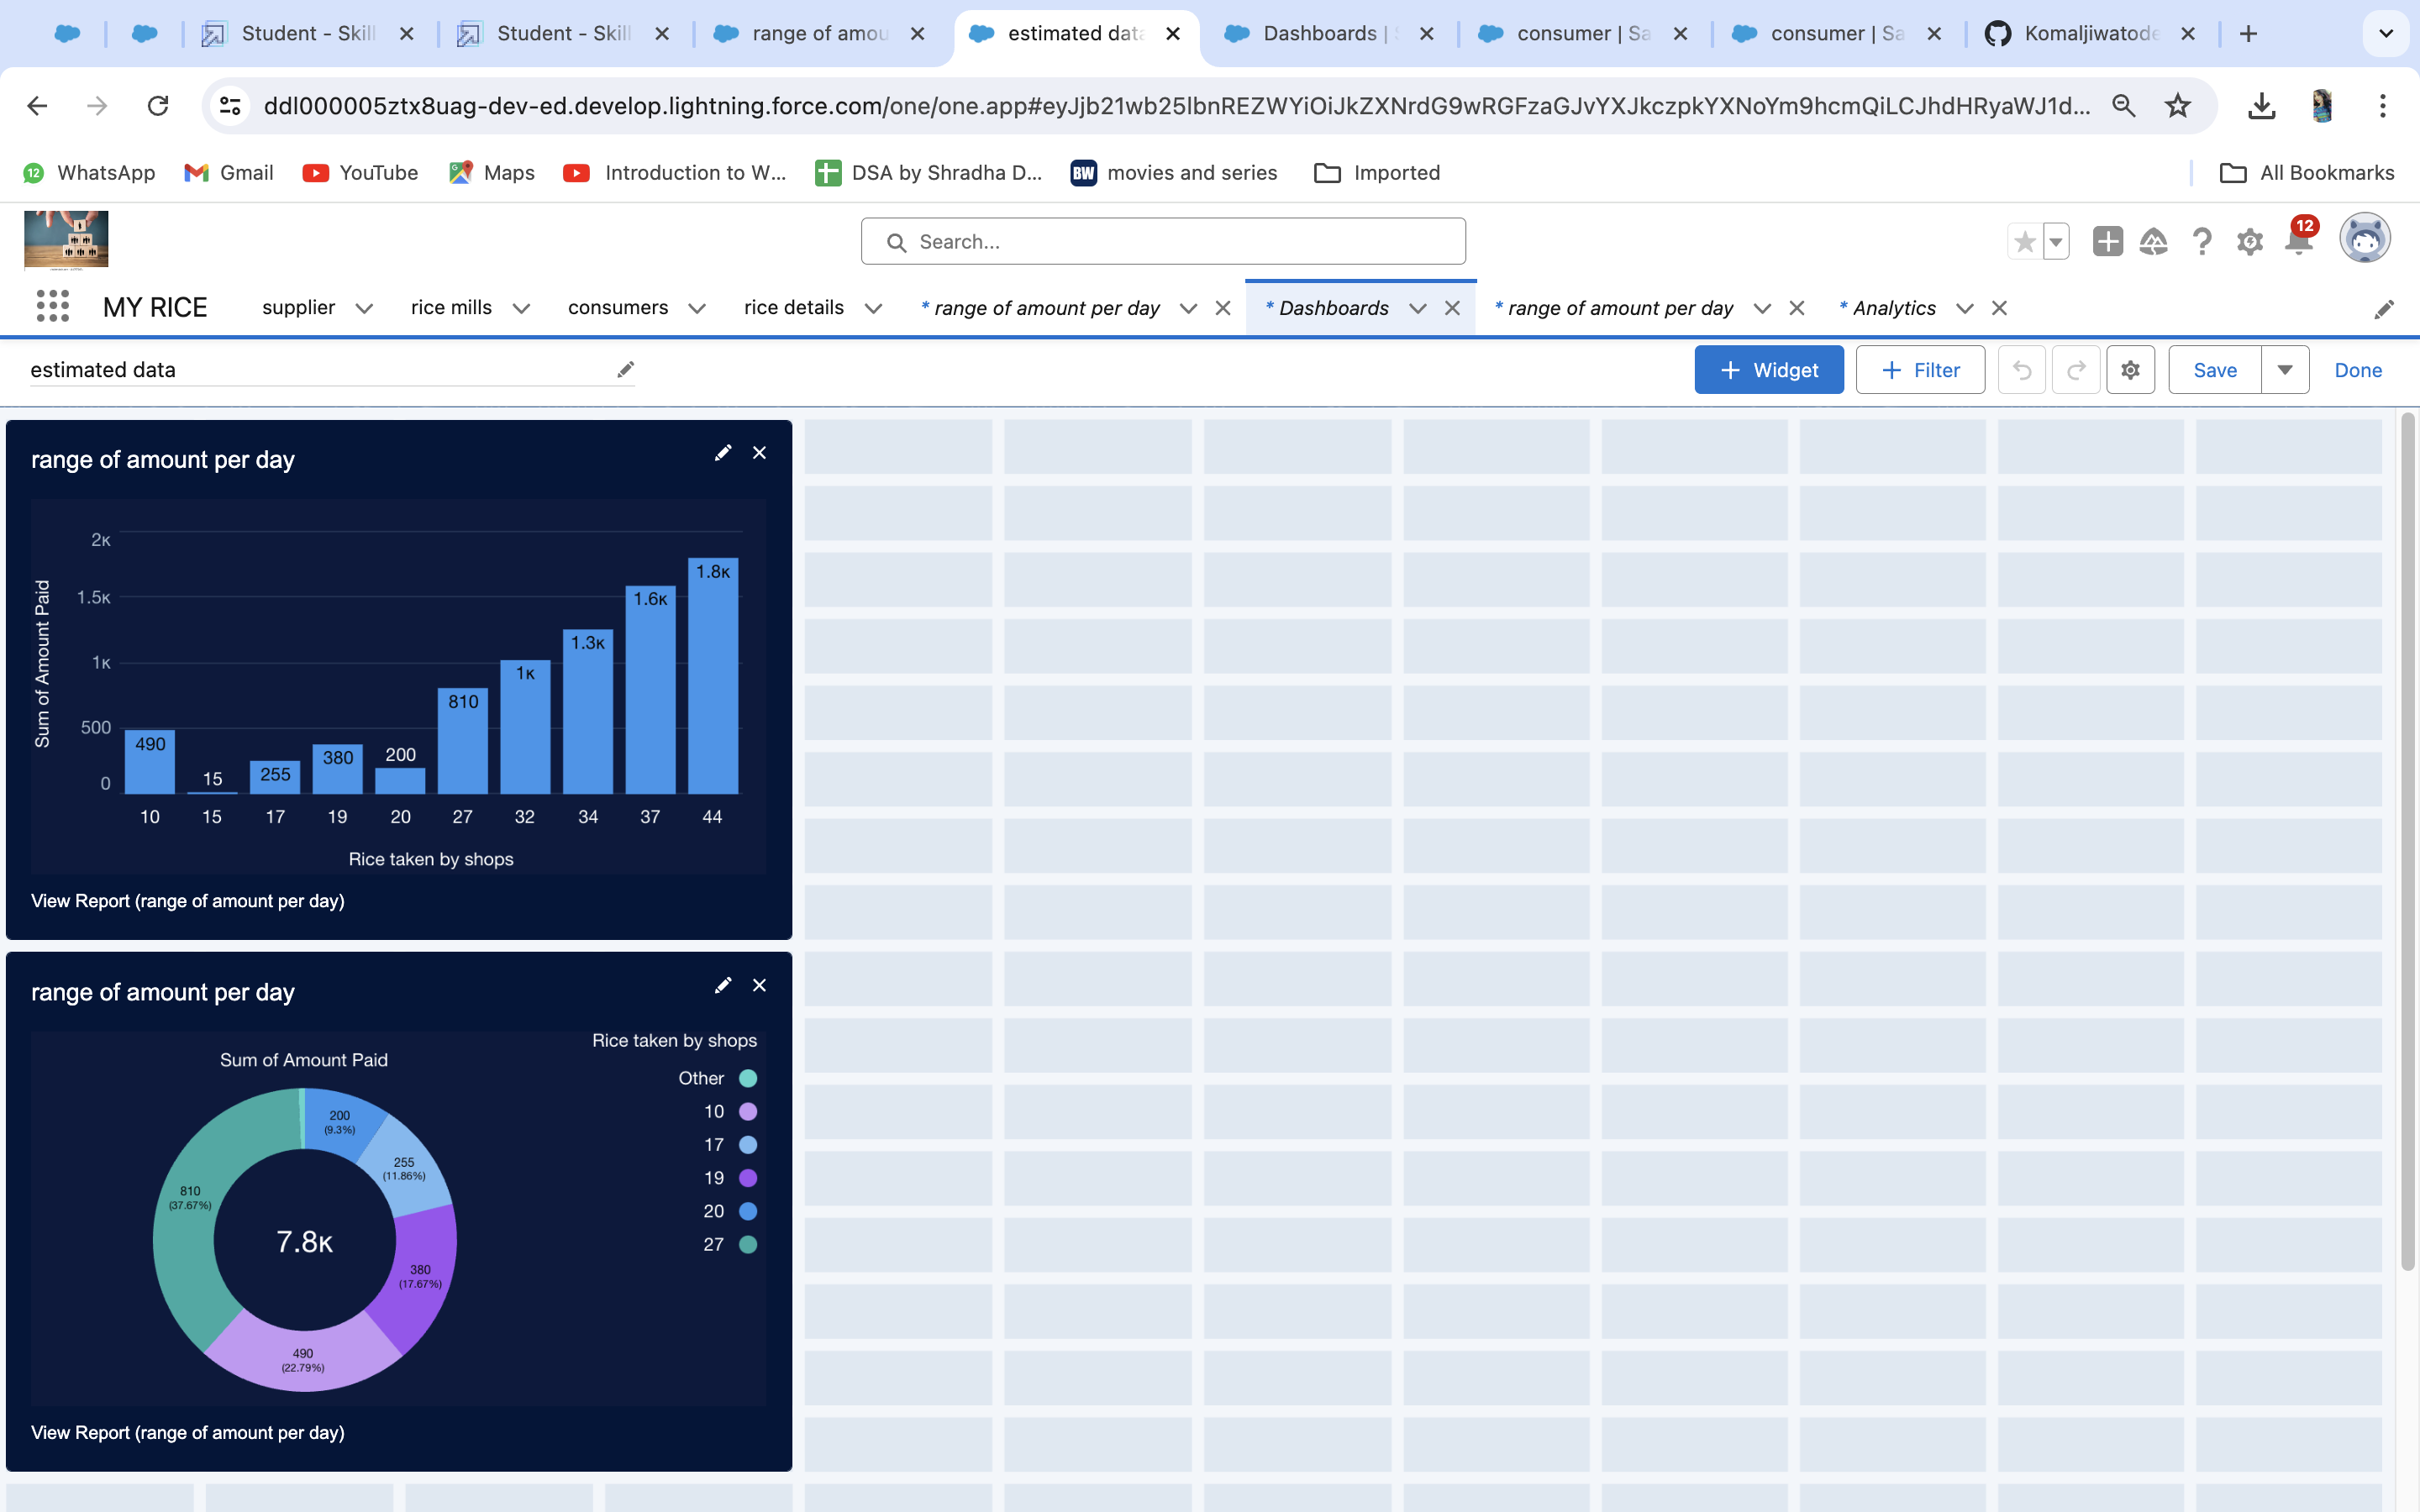 Student - Skil
Student - Skil
range of amou
estimated data
Dashboards |
consumer | Sa
consumer | Sa
Komaljiwatode
ddl000005ztx8uag-dev-ed.develop.lightning.force.com/one/one.app#eyJjb21wb25lbnREZWYiOiJkZXNrdG9wRGFzaGJvYXJkczpkYXNoYm9hcmQiLCJhdHRyaWJ1d...
12 WhatsApp
Gmail
YouTube
Maps
Introduction to W...
DSA by Shradha D...
BW movies and series
Imported
All Bookmarks
Search...
12
MY RICE
supplier
rice mills
consumers
rice details
* range of amount per day
* Dashboards
* range of amount per day
* Analytics
estimated data
+ Widget
+ Filter
Save
Done
range of amount per day
Sum of Amount Paid
2K
1.5K
1K
500
0
490
15
255
380
200
810
1K
1.3K
1.6K
1.8K
10 15 17 19 20 27 32 34 37 44
Rice taken by shops
View Report (range of amount per day)
range of amount per day
Rice taken by shops
Sum of Amount Paid
Other
10
17
19
20
27
200
(9.3%)
255
(11.86%)
380
(17.67%)
490
(22.79%)
810
(37.67%)
7.8K
View Report (range of amount per day)